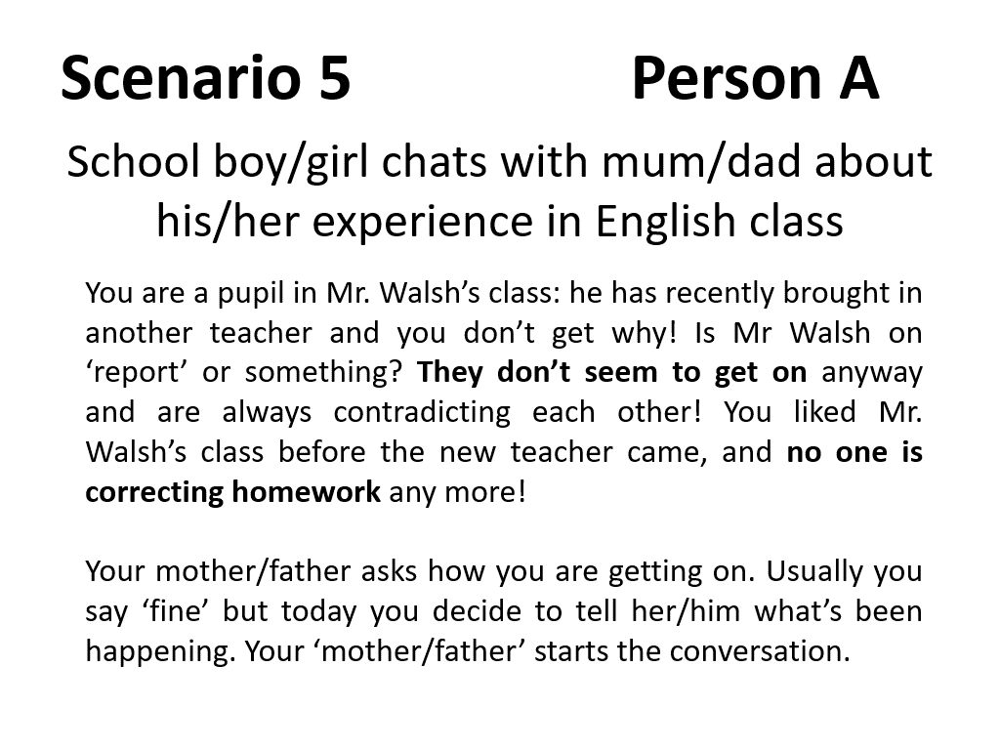 Scenario 5 Person A
School boy/girl chats with mum/dad about
his/her experience in English class
You are a pupil in Mr. Walsh’s class: he has recently brought in
another teacher and you don’t get why! Is Mr Walsh on
‘report’ or something? They don’t seem to get on anyway
and are always contradicting each other! You liked Mr.
Walsh’s class before the new teacher came, and no one is
correcting homework any more!
Your mother/father asks how you are getting on. Usually you
say ‘fine’ but today you decide to tell her/him what’s been
happening. Your ‘mother/father’ starts the conversation.